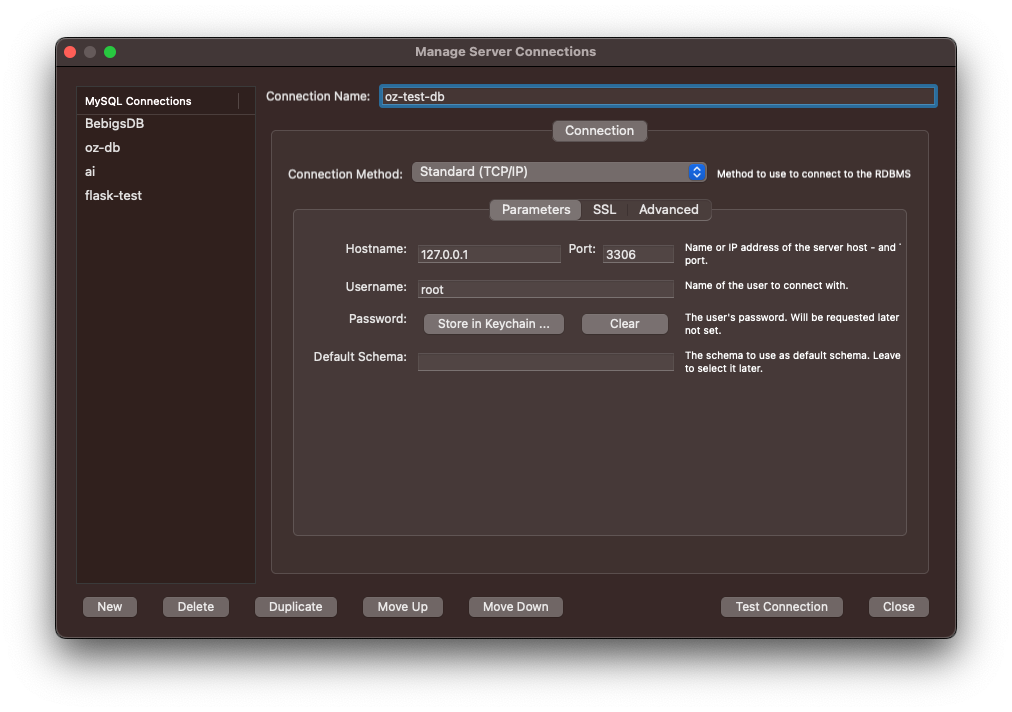 Manage Server Connections
MySQL Connections
BebigsDB
oz-db
ai
flask-test
Connection Name: oz-test-db
Connection
Connection Method: Standard (TCP/IP) Method to use to connect to the RDBMS
Parameters SSL Advanced
Hostname: 127.0.0.1 Port: 3306 Name or IP address of the server host - and
port.
Username: root Name of the user to connect with.
Password: Store in Keychain ... Clear The user's password. Will be requested later
not set.
Default Schema: The schema to use as default schema. Leave
to select it later.
New Delete Duplicate Move Up Move Down Test Connection Close